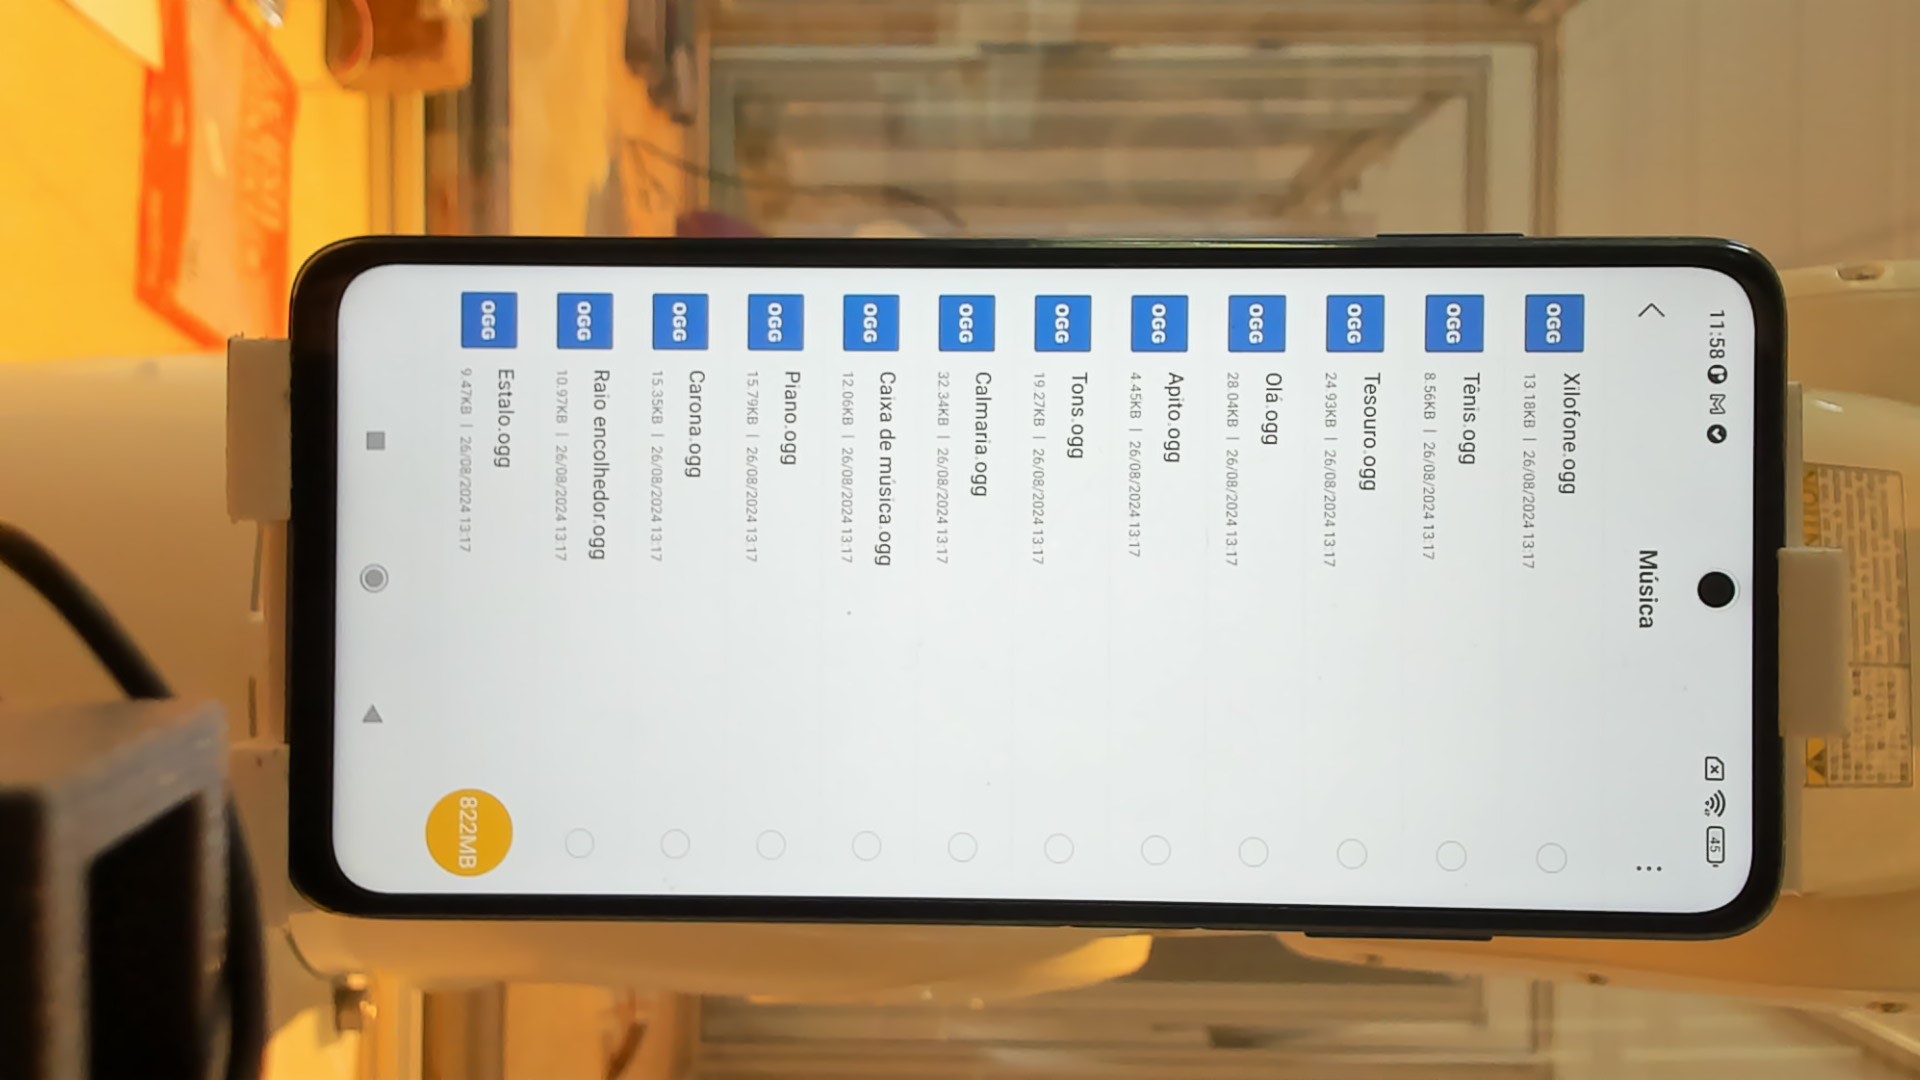 11:58
45
Música
OGG
Xilofone.ogg
13.18KB | 26/08/2024 13:17
OGG
Tênis.ogg
8.56KB | 26/08/2024 13:17
OGG
Tesouro.ogg
24.93KB | 26/08/2024 13:17
OGG
Olá.ogg
28.04KB | 26/08/2024 13:17
OGG
Apito.ogg
4.45KB | 26/08/2024 13:17
OGG
Tons.ogg
19.27KB | 26/08/2024 13:17
OGG
Calmaria.ogg
32.34KB | 26/08/2024 13:17
OGG
Caixa de música.ogg
12.06KB | 26/08/2024 13:17
OGG
Piano.ogg
15.79KB | 26/08/2024 13:17
OGG
Carona.ogg
15.35KB | 26/08/2024 13:17
OGG
Raio encolhedor.ogg
10.97KB | 26/08/2024 13:17
OGG
Estalo.ogg
9.47KB | 26/08/2024 13:17
822MB